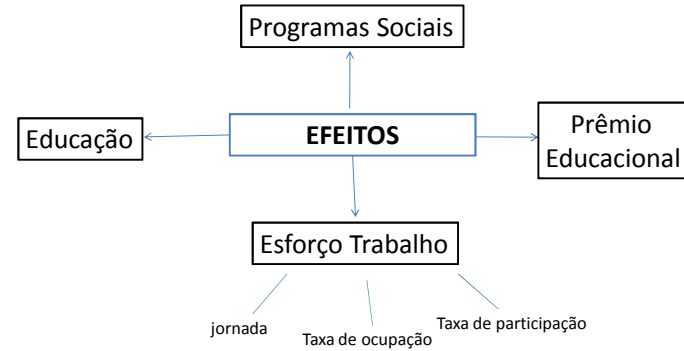 Programas Sociais
Educação
EFEITOS
Prêmio
Educacional
Esforço Trabalho
jornada
Taxa de ocupação
Taxa de participação